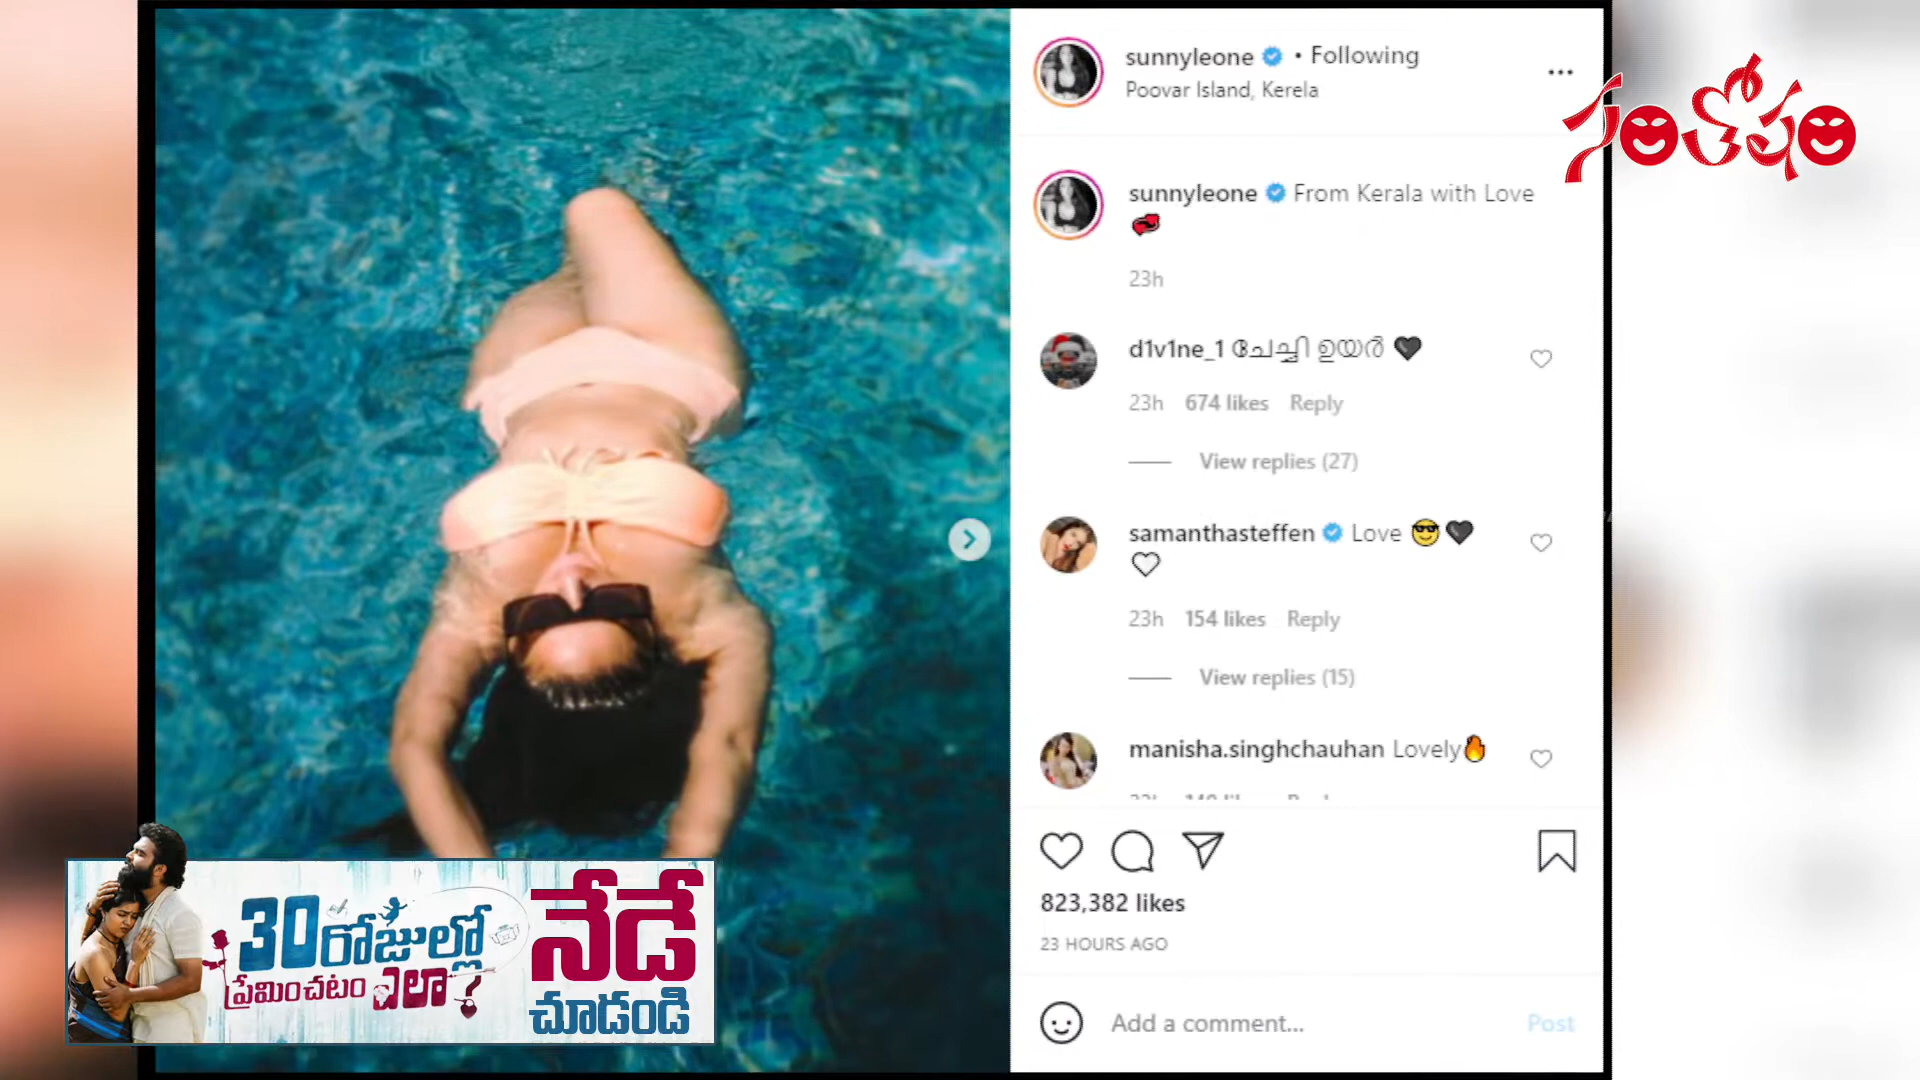 sunnyleone • Following
Poovar Island, Kerela
సంతోషం
sunnyleone From Kerala with Love
23h
d1v1ne_1 ചേച്ചി ഉയർ
23h 674 likes Reply
View replies (27)
samanthasteffen Love
23h 154 likes Reply
View replies (15)
manisha.singhchauhan Lovely
823,382 likes
23 HOURS AGO
Add a comment... Post
30 రోజుల్లో
ప్రేమించటం ఎలా?
నేడే
చూడండి